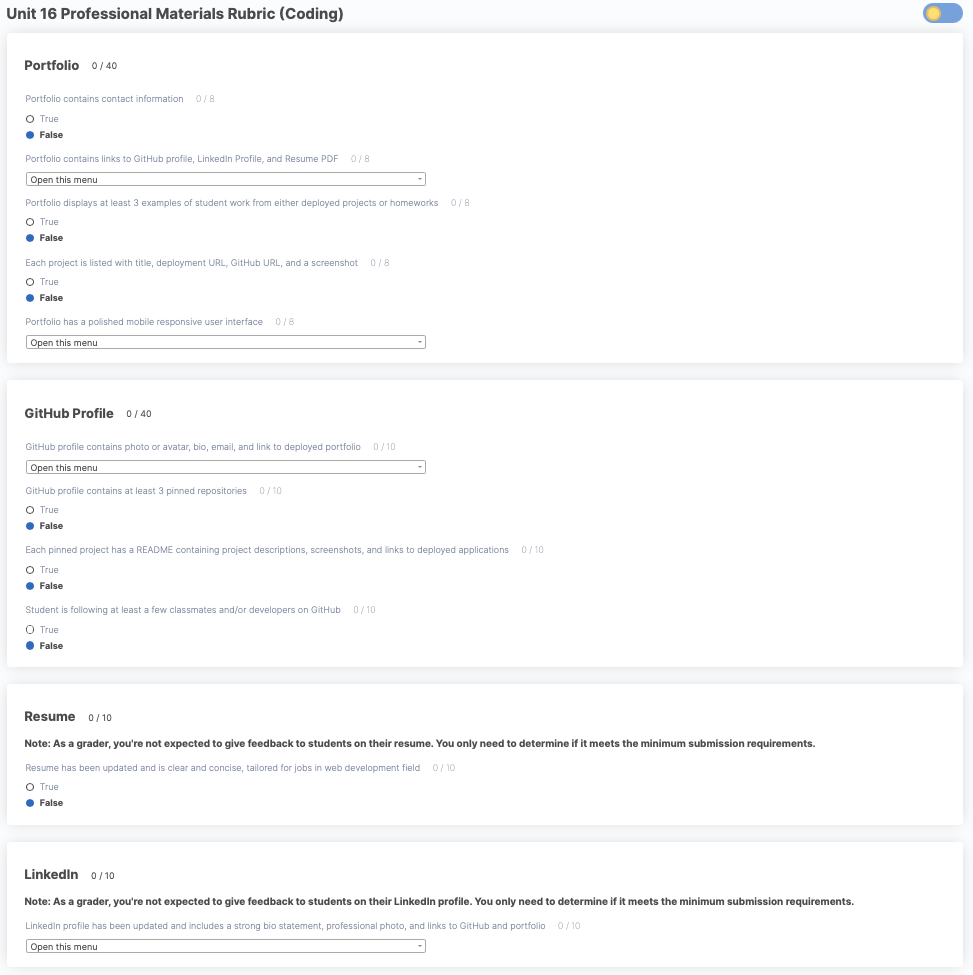 Unit 16 Professional Materials Rubric (Coding)
Portfolio 0 / 40
Portfolio contains contact information 0 / 8
True
False
Portfolio contains links to GitHub profile, LinkedIn Profile, and Resume PDF 0 / 8
Open this menu
Portfolio displays at least 3 examples of student work from either deployed projects or homeworks 0 / 8
True
False
Each project is listed with title, deployment URL, GitHub URL, and a screenshot 0 / 8
True
False
Portfolio has a polished mobile responsive user interface 0 / 8
Open this menu
GitHub Profile 0 / 40
GitHub profile contains photo or avatar, bio, email, and link to deployed portfolio 0 / 10
Open this menu
GitHub profile contains at least 3 pinned repositories 0 / 10
True
False
Each pinned project has a README containing project descriptions, screenshots, and links to deployed applications 0 / 10
True
False
Student is following at least a few classmates and/or developers on GitHub 0 / 10
True
False
Resume 0 / 10
Note: As a grader, you're not expected to give feedback to students on their resume. You only need to determine if it meets the minimum submission requirements.
Resume has been updated and is clear and concise, tailored for jobs in web development field 0 / 10
True
False
LinkedIn 0 / 10
Note: As a grader, you're not expected to give feedback to students on their LinkedIn profile. You only need to determine if it meets the minimum submission requirements.
LinkedIn profile has been updated and includes a strong bio statement, professional photo, and links to GitHub and portfolio 0 / 10
Open this menu